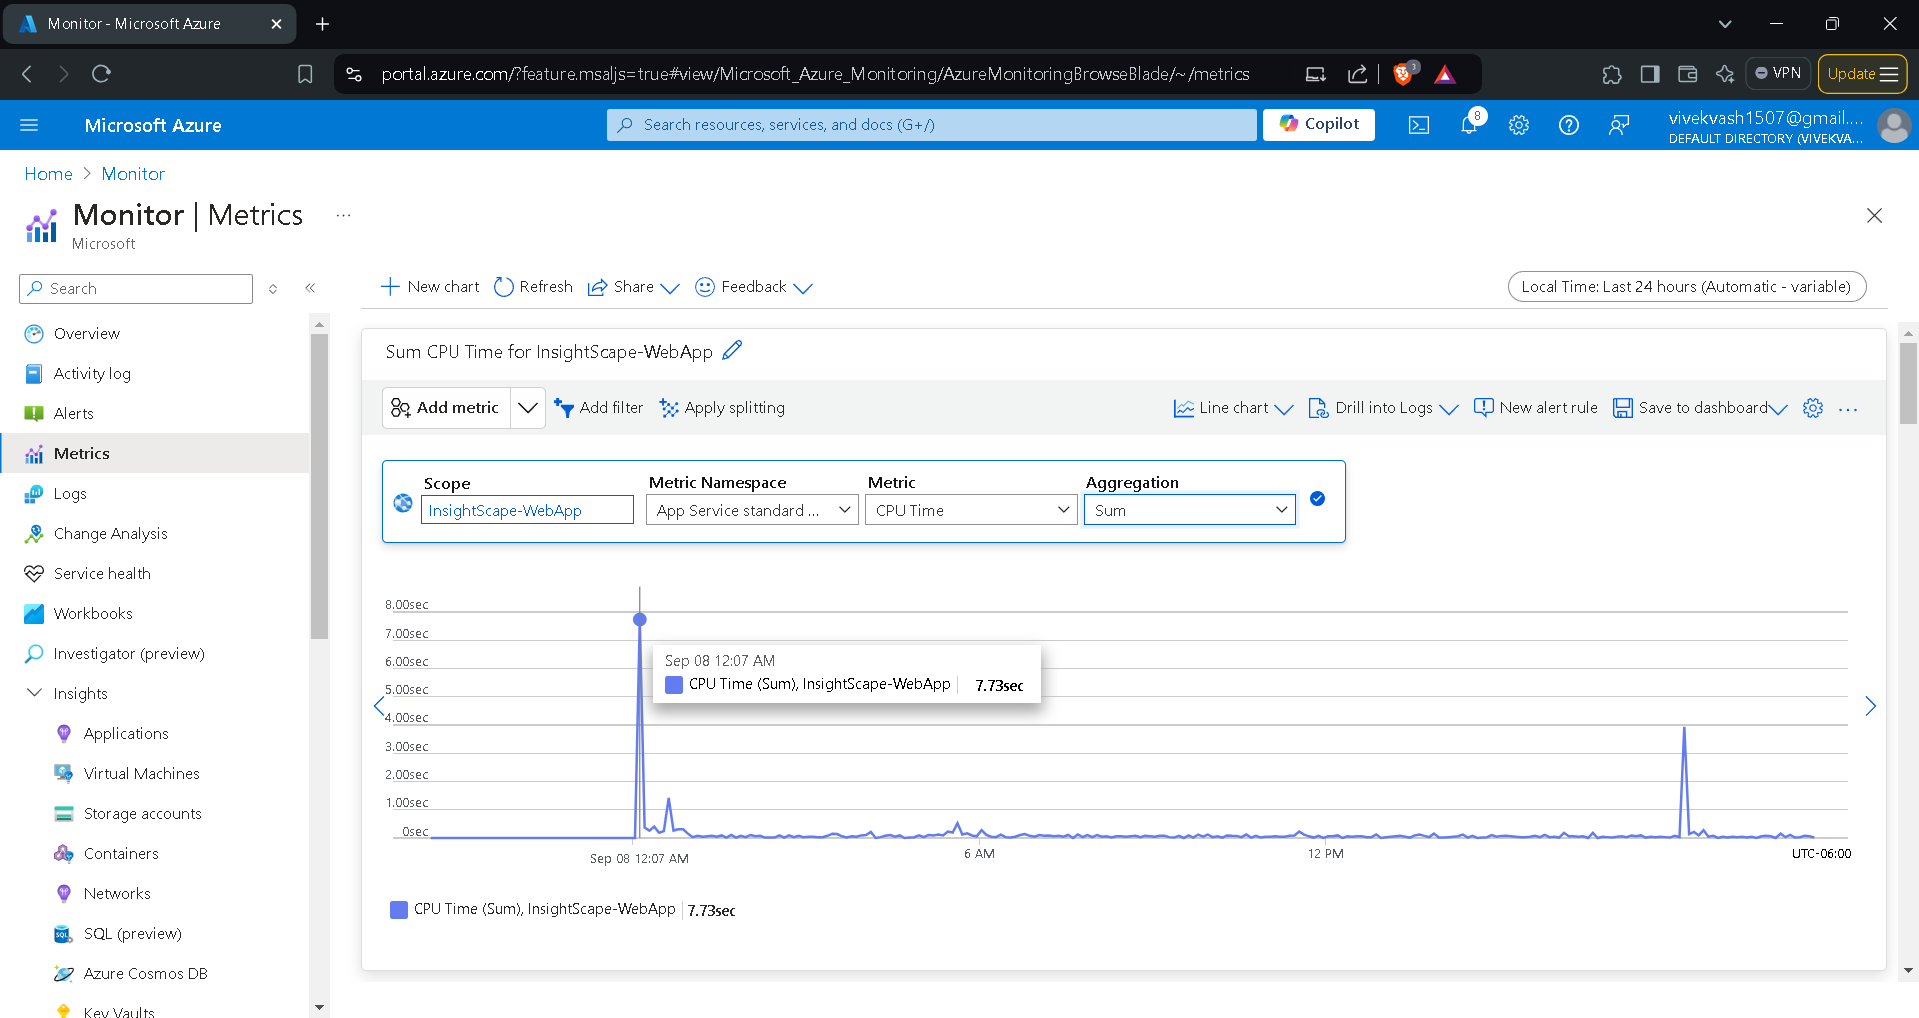 Monitor - Microsoft Azure
portal.azure.com/?feature.msaljs=true#view/Microsoft_Azure_Monitoring/AzureMonitoringBrowseBlade/~/metrics
3
VPN
Update
Microsoft Azure
Search resources, services, and docs (G+/)
Copilot
8
vivekvash1507@gmail....
DEFAULT DIRECTORY (VIVEKVA...
Home > Monitor
Monitor | Metrics
...
Microsoft
Search
Overview
Activity log
Alerts
Metrics
Logs
Change Analysis
Service health
Workbooks
Investigator (preview)
Insights
Applications
Virtual Machines
Storage accounts
Containers
Networks
SQL (preview)
Azure Cosmos DB
Key Vaults
New chart
Refresh
Share
Feedback
Local Time: Last 24 hours (Automatic - variable)
Sum CPU Time for InsightScape-WebApp
Add metric
Add filter
Apply splitting
Line chart
Drill into Logs
New alert rule
Save to dashboard
...
Scope
InsightScape-WebApp
Metric Namespace
App Service standard ...
Metric
CPU Time
Aggregation
Sum
8.00sec
7.00sec
6.00sec
5.00sec
4.00sec
3.00sec
2.00sec
1.00sec
0sec
Sep 08 12:07 AM
CPU Time (Sum), InsightScape-WebApp | 7.73sec
Sep 08 12:07 AM
6 AM
12 PM
UTC-06:00
CPU Time (Sum), InsightScape-WebApp | 7.73sec